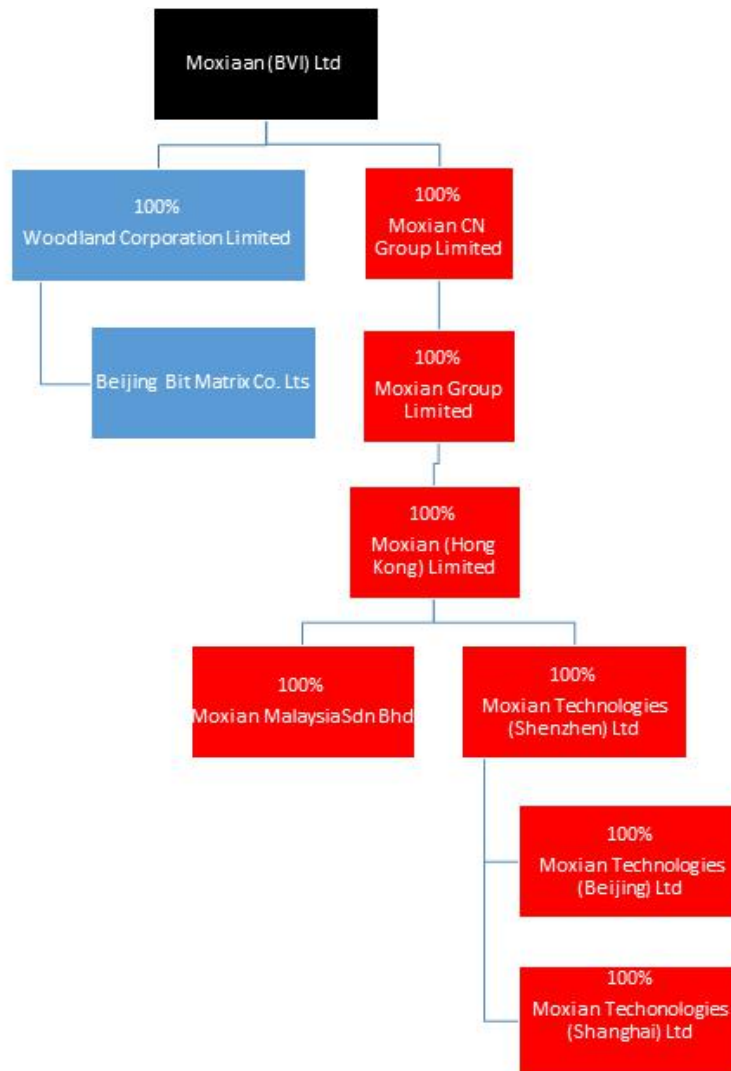 Moxiaan (BVI) Ltd
100%
Woodland Corporation Limited
100%
Moxian CN
Group Limited
Beijing Bit Matrix Co. Lts
100%
Moxian Group
Limited
100%
Moxian (Hong
Kong) Limited
100%
Moxian MalaysiaSdn Bhd
100%
Moxian Technologies
(Shenzhen) Ltd
100%
Moxian Technologies
(Beijing) Ltd
100%
Moxian Techonologies
(Shanghai) Ltd